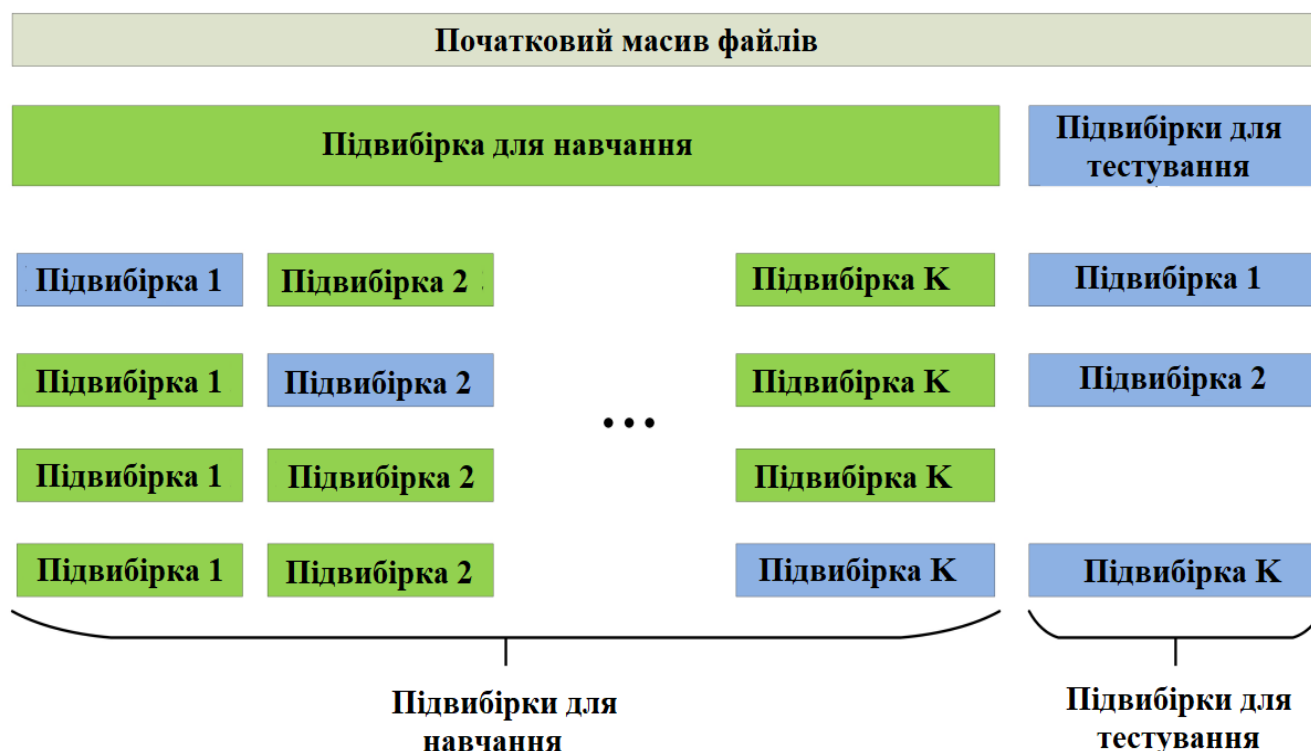 Початковий масив файлів
Підвибірка для навчання
Підвибірки для
тестування
Підвибірка 1
Підвибірка 2
Підвибірка K
Підвибірка 1
Підвибірка 1
Підвибірка 2
Підвибірка K
Підвибірка 2
...
Підвибірка 1
Підвибірка 2
Підвибірка K
Підвибірка 1
Підвибірка 2
Підвибірка K
Підвибірка K
Підвибірки для
навчання
Підвибірки для
тестування